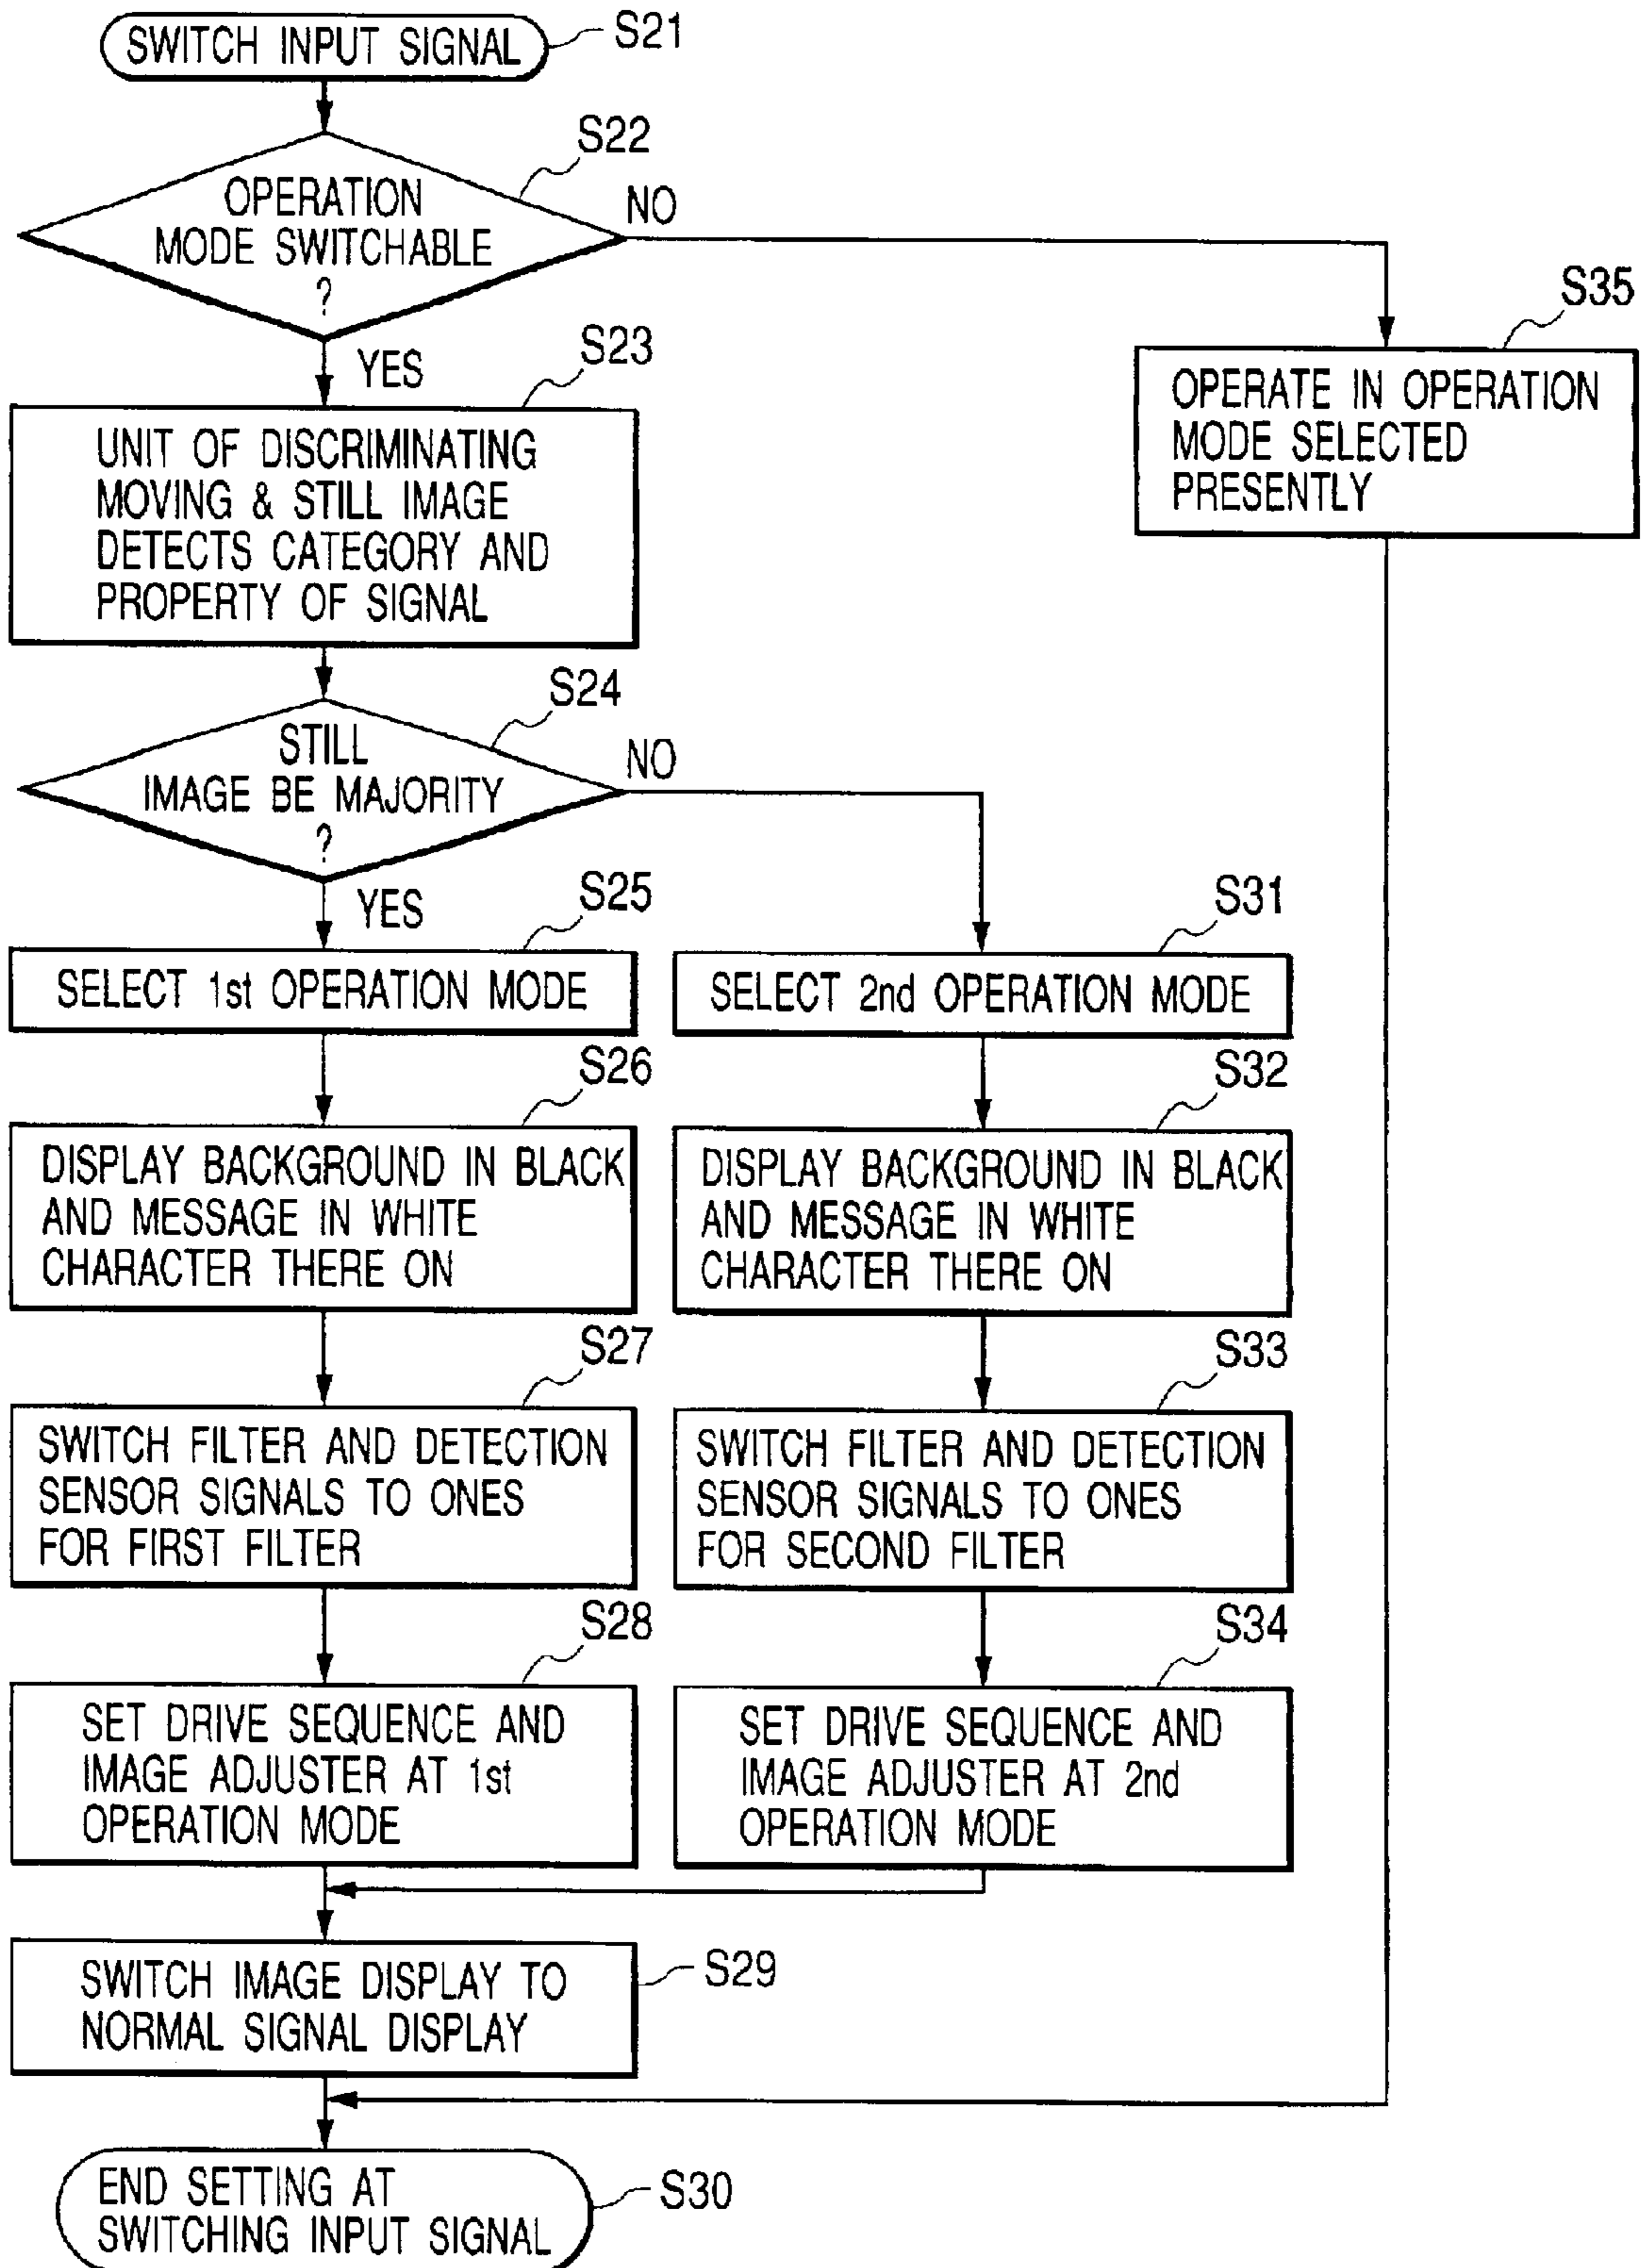 SWITCH INPUT SIGNAL
S21
S22
OPERATION
MODE SWITCHABLE
?
NO
YES
S35
OPERATE IN OPERATION
MODE SELECTED
PRESENTLY
S23
UNIT OF DISCRIMINATING
MOVING & STILL IMAGE
DETECTS CATEGORY AND
PROPERTY OF SIGNAL
S24
STILL
IMAGE BE MAJORITY
?
NO
YES
S25
SELECT 1st OPERATION MODE
S31
SELECT 2nd OPERATION MODE
S26
DISPLAY BACKGROUND IN BLACK
AND MESSAGE IN WHITE
CHARACTER THERE ON
S32
DISPLAY BACKGROUND IN BLACK
AND MESSAGE IN WHITE
CHARACTER THERE ON
S27
SWITCH FILTER AND DETECTION
SENSOR SIGNALS TO ONES
FOR FIRST FILTER
S33
SWITCH FILTER AND DETECTION
SENSOR SIGNALS TO ONES
FOR SECOND FILTER
S28
SET DRIVE SEQUENCE AND
IMAGE ADJUSTER AT 1st
OPERATION MODE
S34
SET DRIVE SEQUENCE AND
IMAGE ADJUSTER AT 2nd
OPERATION MODE
SWITCH IMAGE DISPLAY TO
NORMAL SIGNAL DISPLAY
S29
END SETTING AT
SWITCHING INPUT SIGNAL
S30